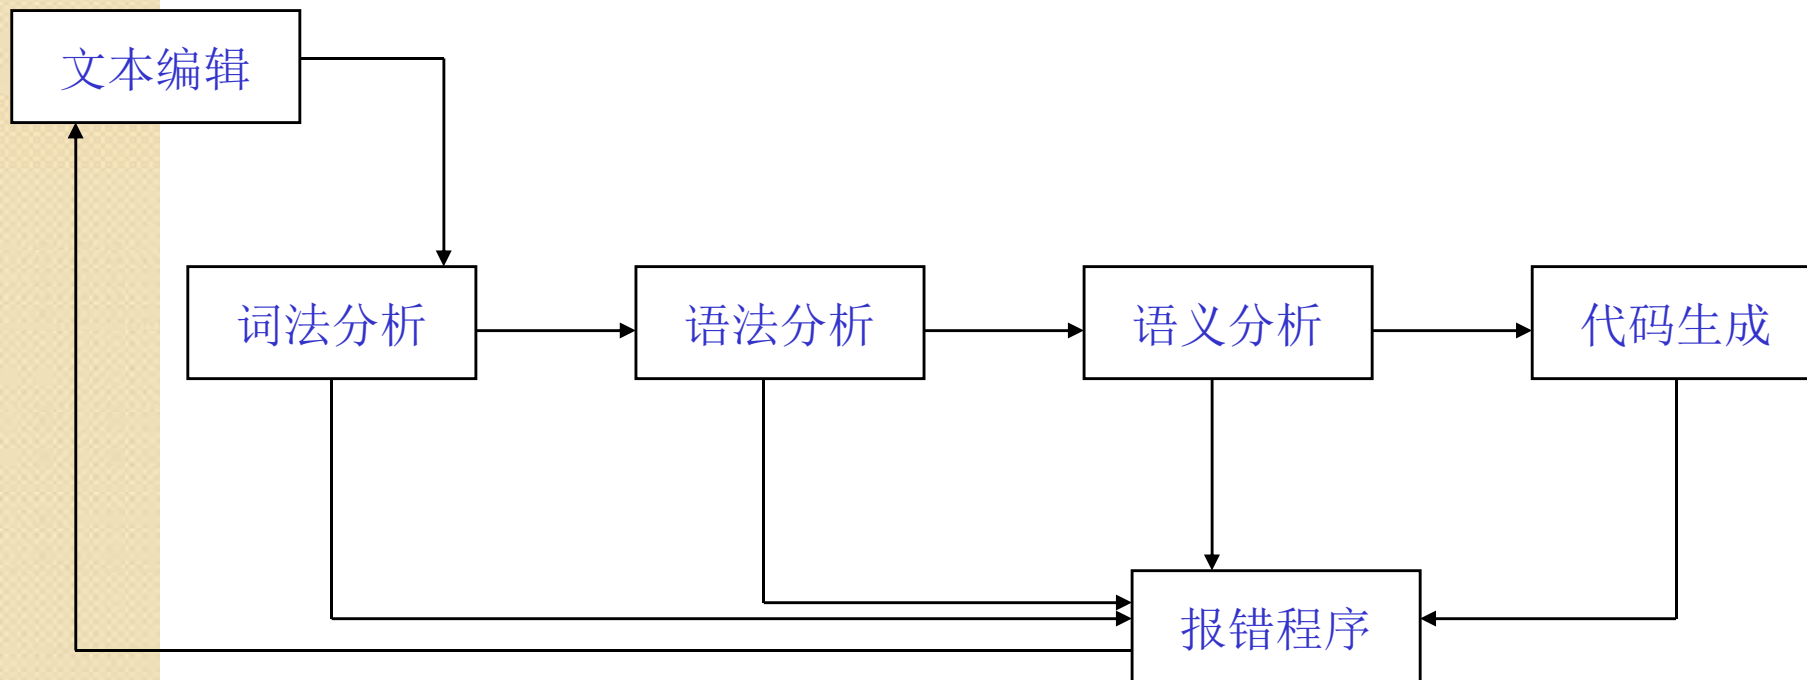 文本编辑
词法分析
语法分析
语义分析
代码生成
报错程序